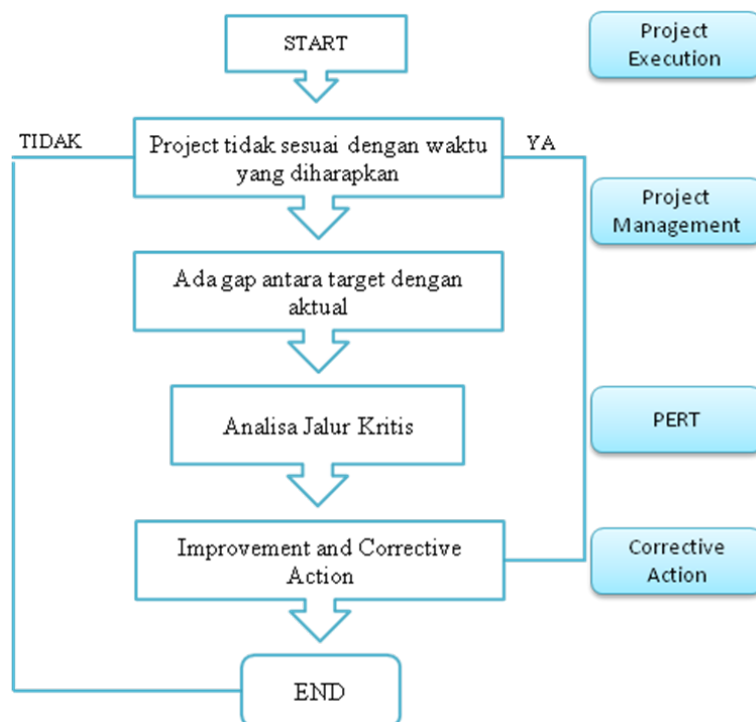 START
Project
Execution
TIDAK
Project tidak sesuai dengan waktu
yang diharapkan
YA
Project
Management
Ada gap antara target dengan
aktual
Analisa Jalur Kritis
PERT
Improvement and Corrective
Action
Corrective
Action
END